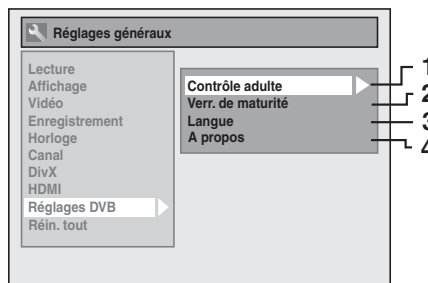 Réglages généraux
Lecture
Affichage
Vidéo
Enregistrement
Horloge
Canal
DivX
HDMI
Réglages DVB
Réin. tout
Contrôle adulte
Verr. de maturité
Langue
A propos
1
2
3
4